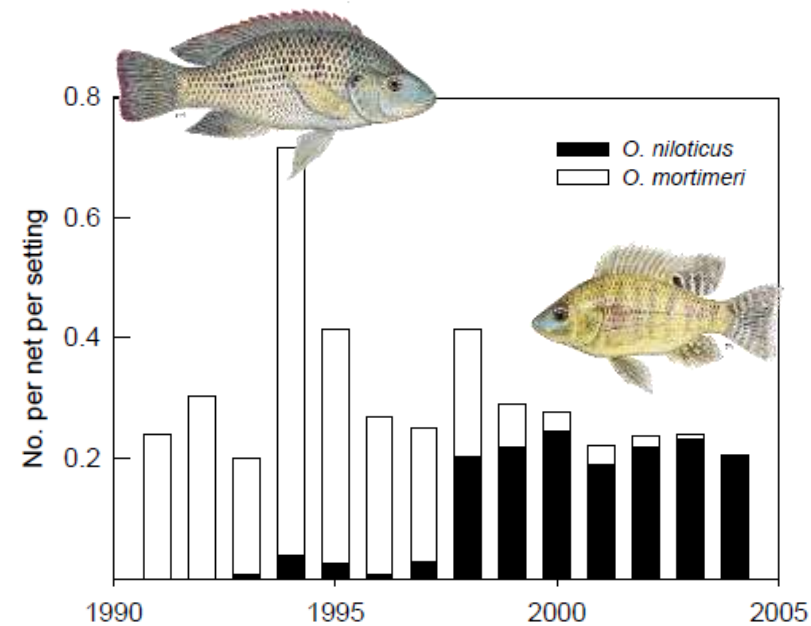 0.8
O. niloticus
O. mortimeri
0.6
0.4
0.2
No. per net per setting
1990 1995 2000 2005